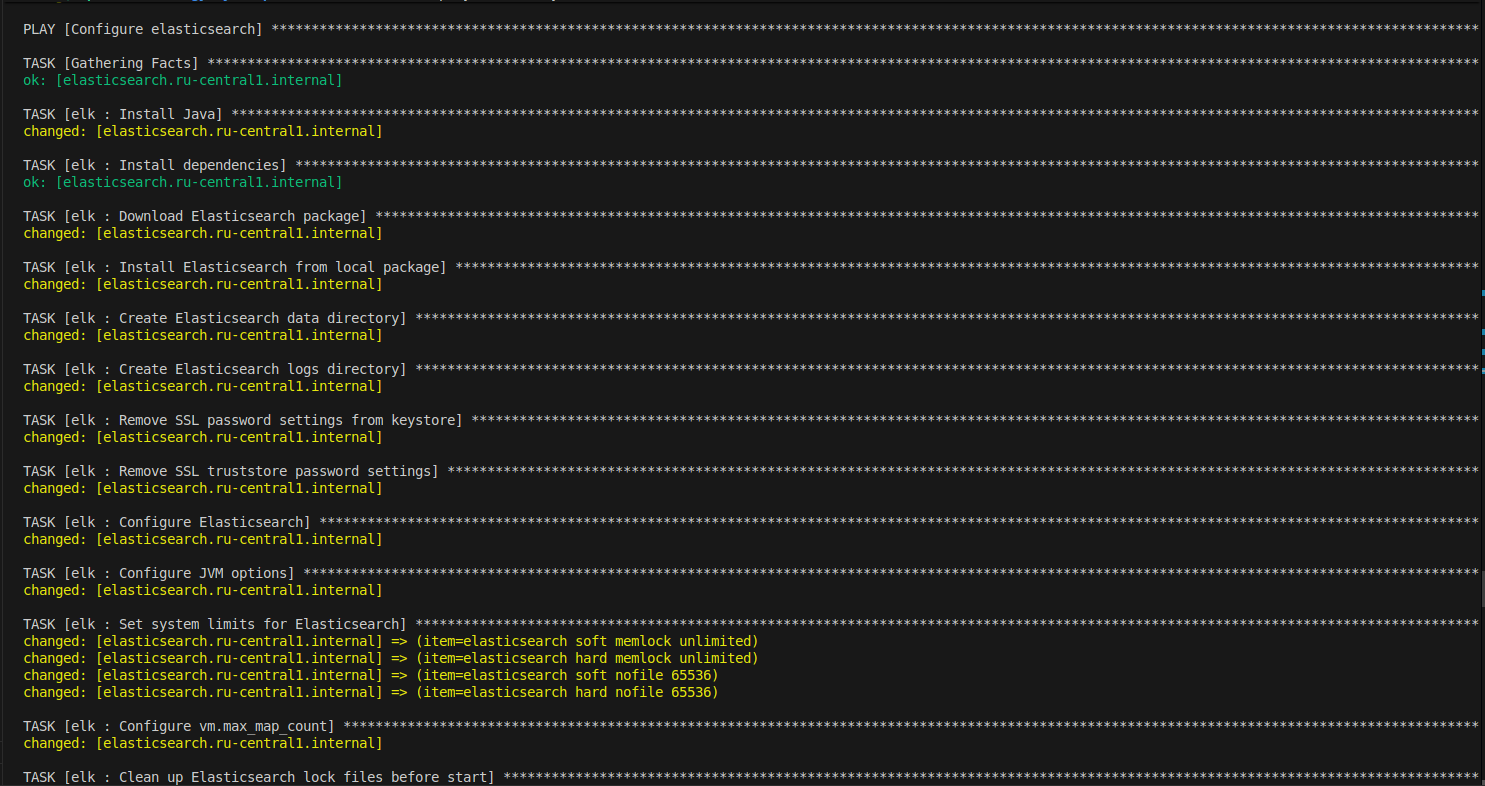 PLAY [Configure elasticsearch] ***********************************************************************************************************************************************************
TASK [Gathering Facts] *******************************************************************************************************************************************************************
ok: [elasticsearch.ru-central1.internal]
TASK [elk : Install Java] ****************************************************************************************************************************************************************
changed: [elasticsearch.ru-central1.internal]
TASK [elk : Install dependencies] ********************************************************************************************************************************************************
ok: [elasticsearch.ru-central1.internal]
TASK [elk : Download Elasticsearch package] **********************************************************************************************************************************************
changed: [elasticsearch.ru-central1.internal]
TASK [elk : Install Elasticsearch from local package] ************************************************************************************************************************************
changed: [elasticsearch.ru-central1.internal]
TASK [elk : Create Elasticsearch data directory] *****************************************************************************************************************************************
changed: [elasticsearch.ru-central1.internal]
TASK [elk : Create Elasticsearch logs directory] *****************************************************************************************************************************************
changed: [elasticsearch.ru-central1.internal]
TASK [elk : Remove SSL password settings from keystore] **********************************************************************************************************************************
changed: [elasticsearch.ru-central1.internal]
TASK [elk : Remove SSL truststore password settings] *************************************************************************************************************************************
changed: [elasticsearch.ru-central1.internal]
TASK [elk : Configure Elasticsearch] *****************************************************************************************************************************************************
changed: [elasticsearch.ru-central1.internal]
TASK [elk : Configure JVM options] *******************************************************************************************************************************************************
changed: [elasticsearch.ru-central1.internal]
TASK [elk : Set system limits for Elasticsearch] *****************************************************************************************************************************************
changed: [elasticsearch.ru-central1.internal] => (item=elasticsearch soft memlock unlimited)
changed: [elasticsearch.ru-central1.internal] => (item=elasticsearch hard memlock unlimited)
changed: [elasticsearch.ru-central1.internal] => (item=elasticsearch soft nofile 65536)
changed: [elasticsearch.ru-central1.internal] => (item=elasticsearch hard nofile 65536)
TASK [elk : Configure vm.max_map_count] **************************************************************************************************************************************************
changed: [elasticsearch.ru-central1.internal]
TASK [elk : Clean up Elasticsearch lock files before start] ******************************************************************************************************************************